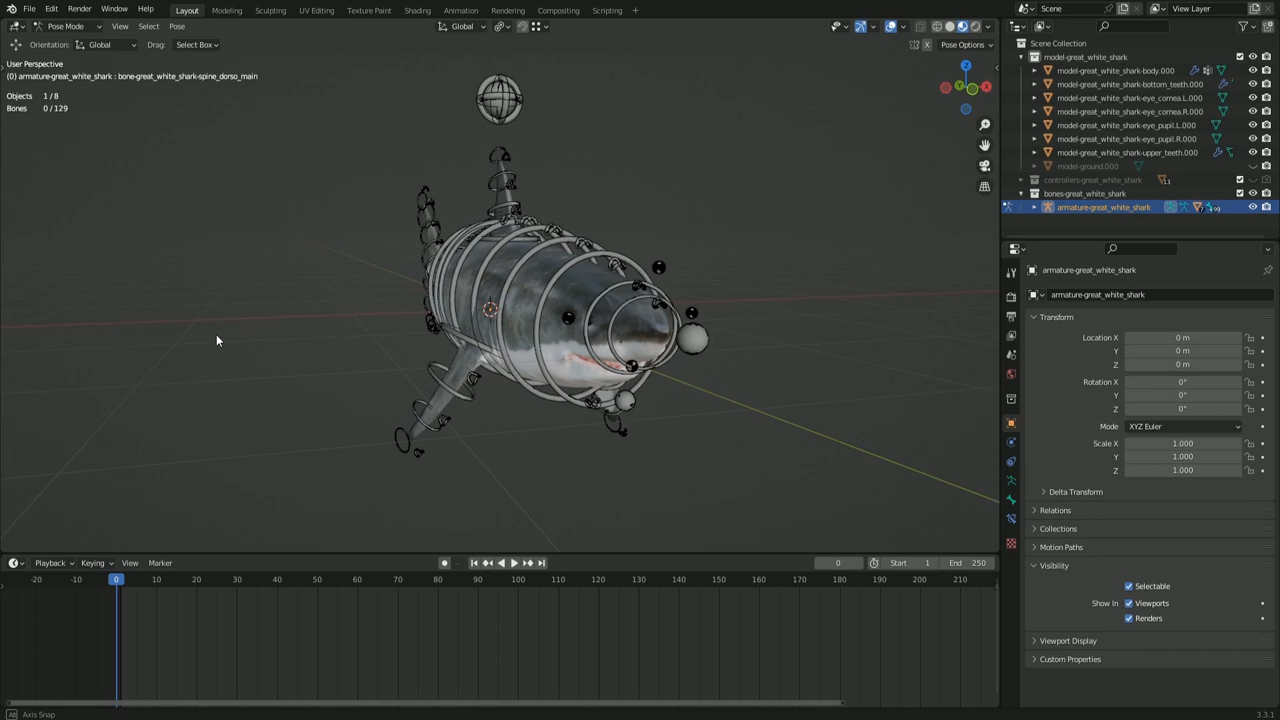 File Edit Render Window Help Layout Modeling Sculpting UV Editing Texture Paint Shading Animation Rendering Compositing Scripting Scene View Layer
Pose Mode View Select Pose Global
Orientation: Global Drag: Select Box X Pose Options
User Perspective
(0) armature-great_white_shark : bone-great_white_shark-spine_dorso_main
Objects 1/8
Bones 0/129
Z
Y
X
Scene Collection
model-great_white_shark
model-great_white_shark-body.000
model-great_white_shark-bottom_teeth.000
model-great_white_shark-eye_cornea.L.000
model-great_white_shark-eye_cornea.R.000
model-great_white_shark-eye_pupil.L.000
model-great_white_shark-eye_pupil.R.000
model-great_white_shark-upper_teeth.000
model-ground.000
controllers-great_white_shark 13
bones-great_white_shark
armature-great_white_shark 99
armature-great_white_shark
armature-great_white_shark
Transform
Location X 0 m
Y 0 m
Z 0 m
Rotation X 0°
Y 0°
Z 0°
Mode XYZ Euler
Scale X 1.000
Y 1.000
Z 1.000
Delta Transform
Relations
Collections
Motion Paths
Visibility
Selectable
Show In Viewports
Renders
Viewport Display
Custom Properties
Playback Keying View Marker 0 Start 1 End 250
-20 -10 0 10 20 30 40 50 60 70 80 90 100 110 120 130 140 150 160 170 180 190 200 210
Alt Axis Snap 3.3.1